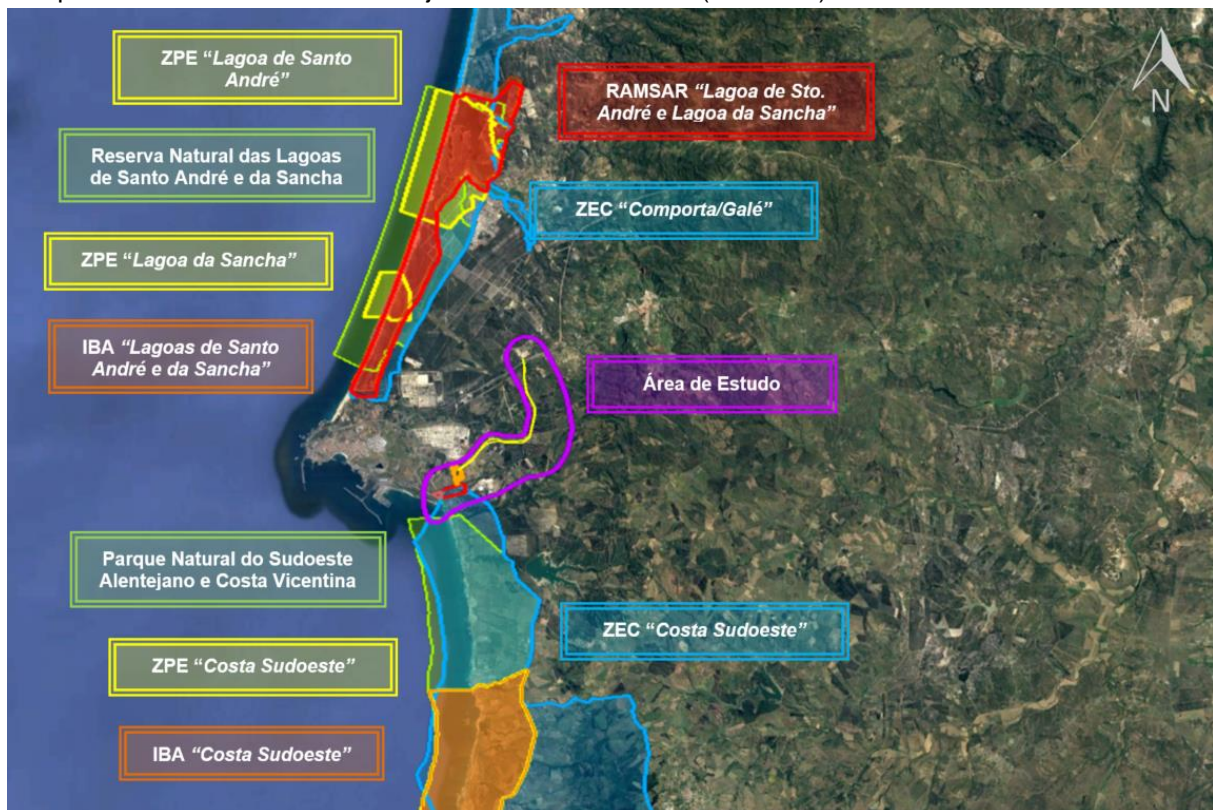 ZPE “Lagoa de Santo
André”
RAMSAR “Lagoa de Sto.
André e Lagoa da Sancha”
N
Reserva Natural das Lagoas
de Santo André e da Sancha
ZEC “Comporta/Galé”
ZPE “Lagoa da Sancha”
IBA “Lagoas de Santo
André e da Sancha”
Área de Estudo
Parque Natural do Sudoeste
Alentejano e Costa Vicentina
ZEC “Costa Sudoeste”
ZPE “Costa Sudoeste”
IBA “Costa Sudoeste”